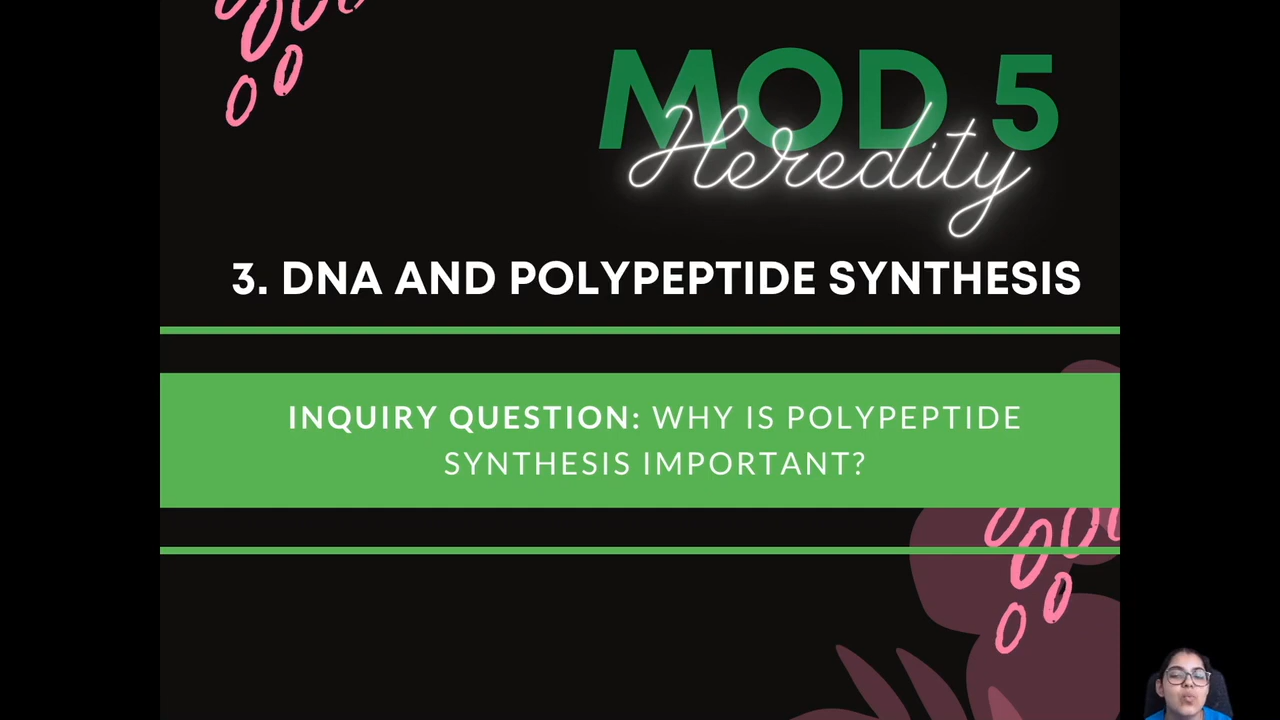 MOD 5
Heredity
3. DNA AND POLYPEPTIDE SYNTHESIS
INQUIRY QUESTION: WHY IS POLYPEPTIDE
SYNTHESIS IMPORTANT?